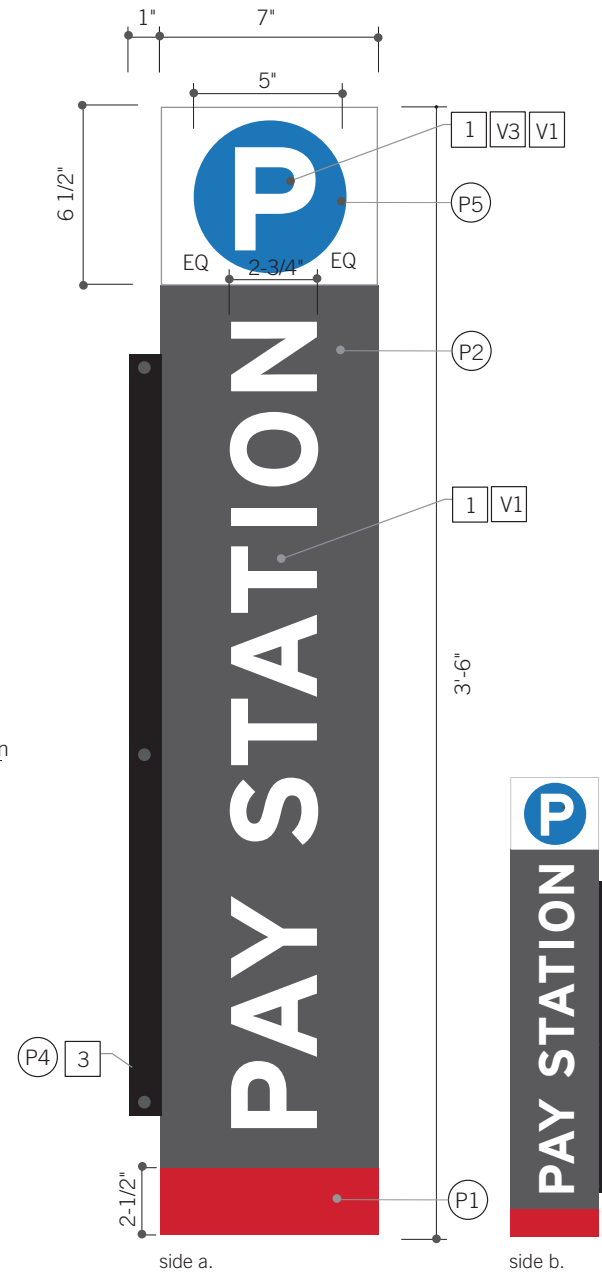 1" 7"
5"
1 V3 V1
6 1/2"
P
P5
EQ 2-3/4" EQ
P2
PAY STATION
1 V1
3'-6"
n
P
PAY STATION
P4 3
2-1/2"
P1
side a. side b.